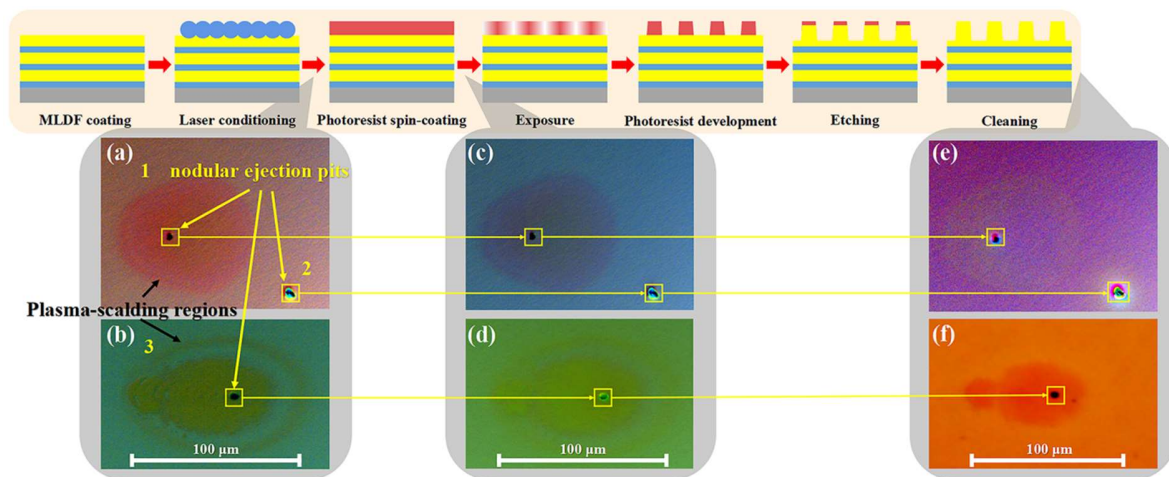 MLDF coating
Laser conditioning
Photoresist spin-coating
Exposure
Photoresist development
Etching
Cleaning
(a)
1 nodular ejection pits
2
Plasma-scalding regions
(b)
3
100 μm
(c)
(d)
100 μm
(e)
(f)
100 μm